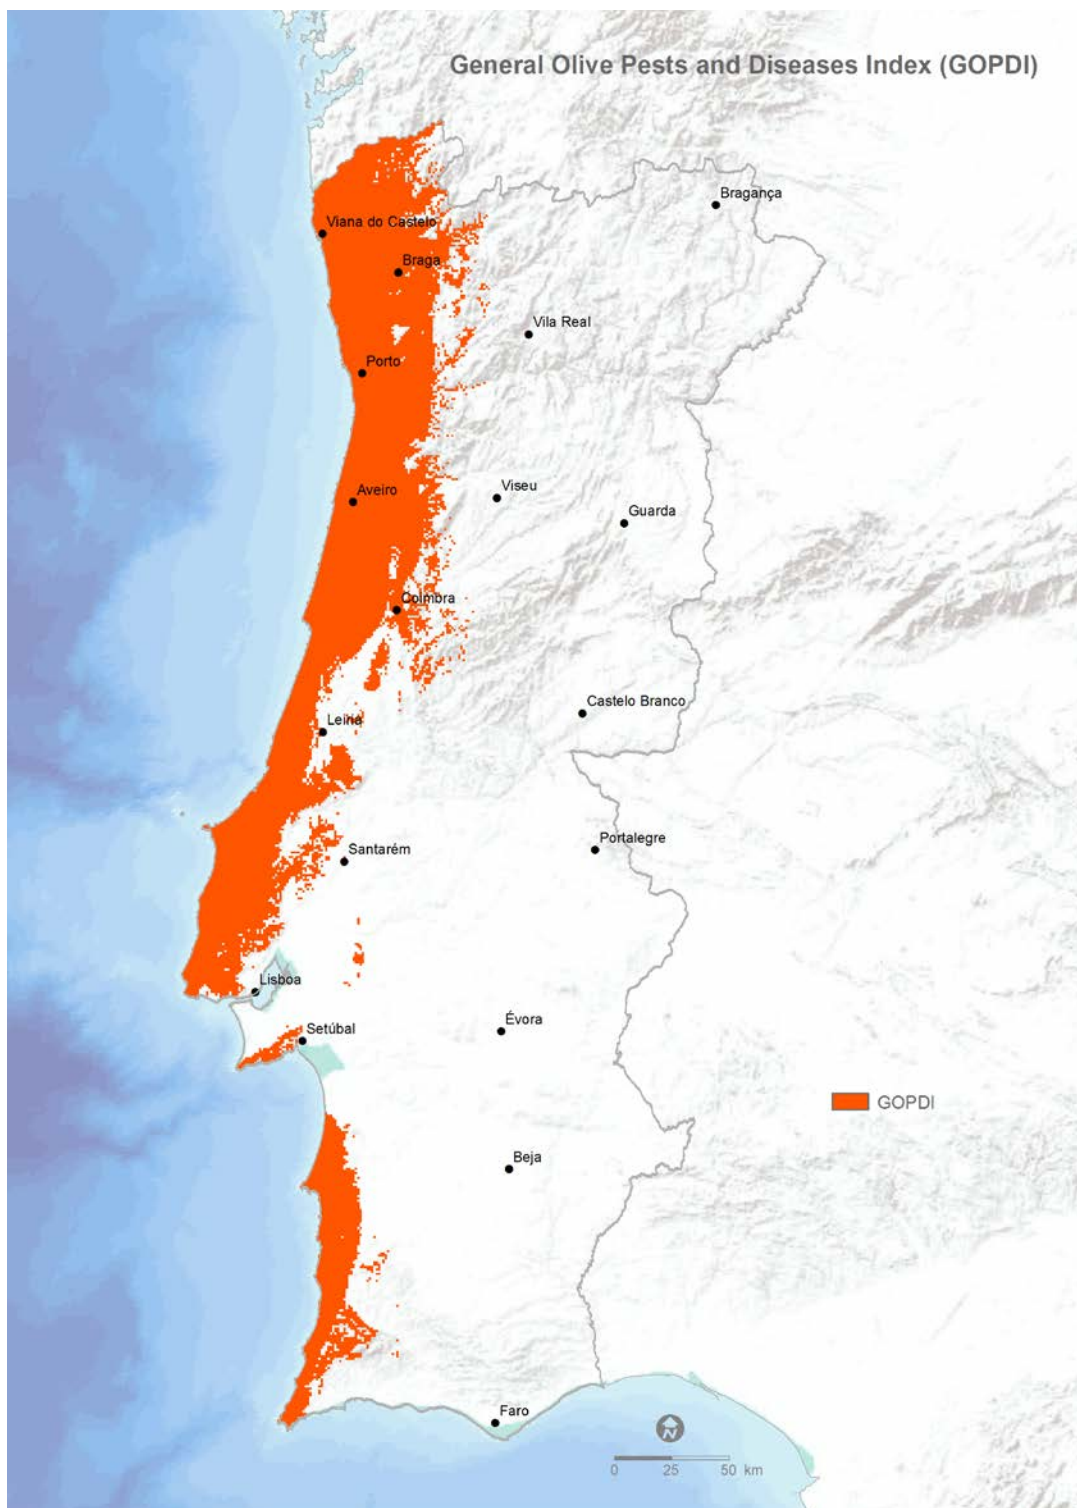 General Olive Pests and Diseases Index (GOPDI)
Bragança
Viana do Castelo
Braga
Vila Real
Porto
Viseu
Aveiro
Guarda
Coimbra
Castelo Branco
Leiria
Portalegre
Santarém
Lisboa
Évora
Setúbal
GOPDI
Beja
Faro
N
0 25 50 km